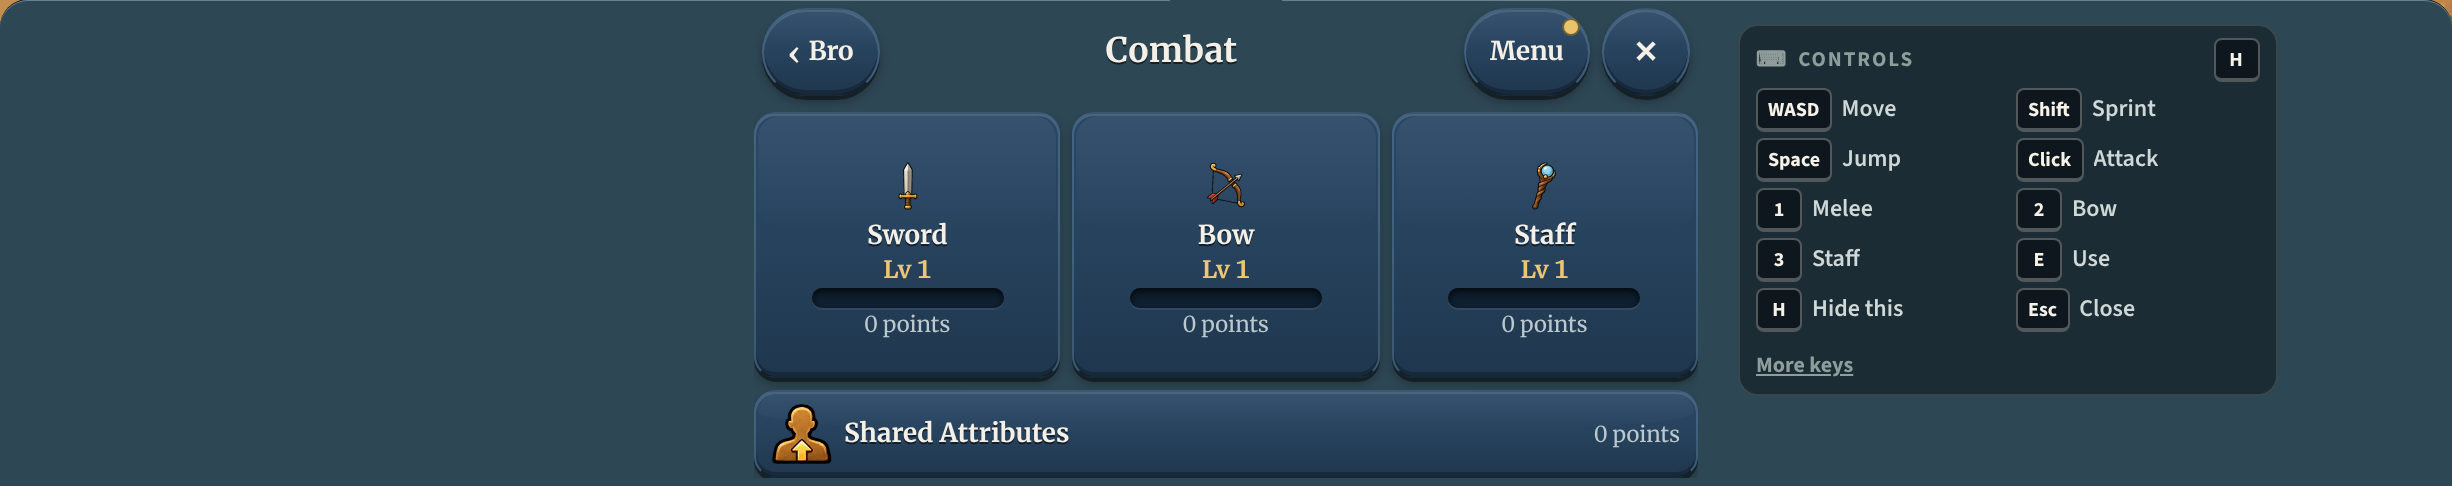 ‹ Bro
Combat
Menu
×
Sword
Lv 1
0 points
Bow
Lv 1
0 points
Staff
Lv 1
0 points
Shared Attributes
0 points
CONTROLS
H
WASD Move
Shift Sprint
Space Jump
Click Attack
1 Melee
2 Bow
3 Staff
E Use
H Hide this
Esc Close
More keys